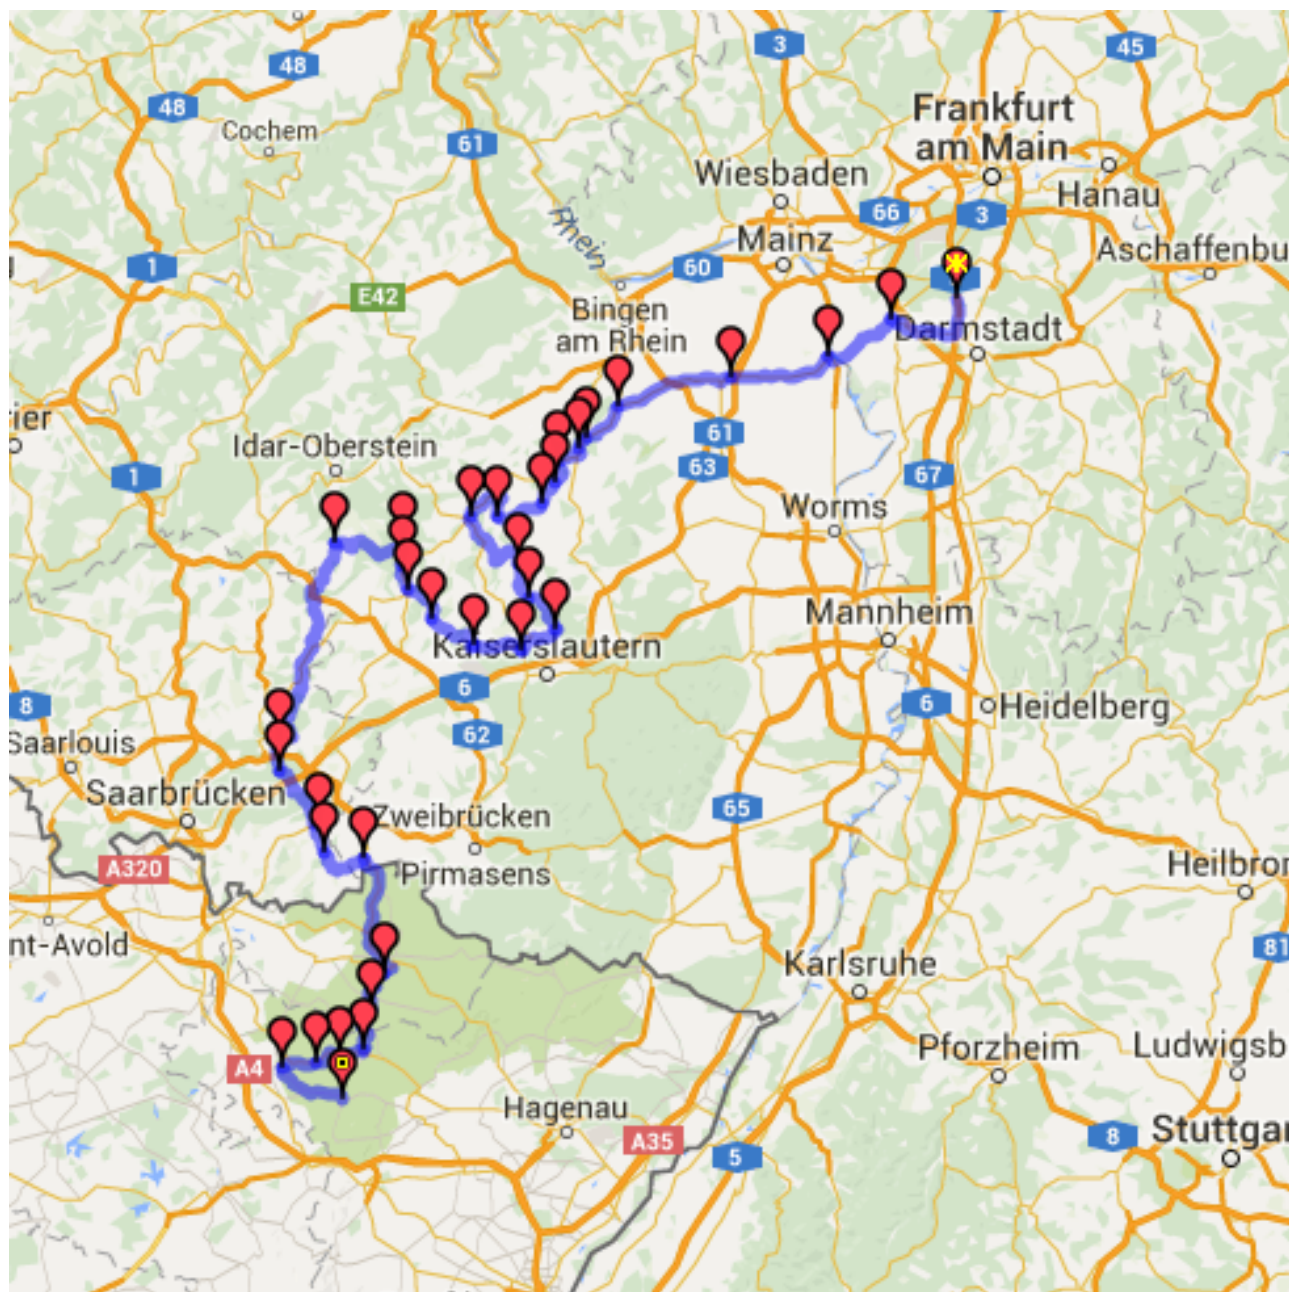 3
45
48
48
Frankfurt
am Main
Cochem
61
Wiesbaden
Hanau
66
3
Rhein
Mainz
Aschaffenbu
1
60
E42
Bingen
am Rhein
Darmstadt
ier
Idar-Oberstein
61
63
1
67
Worms
Mannheim
Kaiserslautern
6
8
6
Heidelberg
62
Saarlouis
Saarbrücken
65
Zweibrücken
A320
Pirmasens
Heilbron
nt-Avold
81
Karlsruhe
A4
Pforzheim
Ludwigsb
Hagenau
A35
8
Stuttgar
5